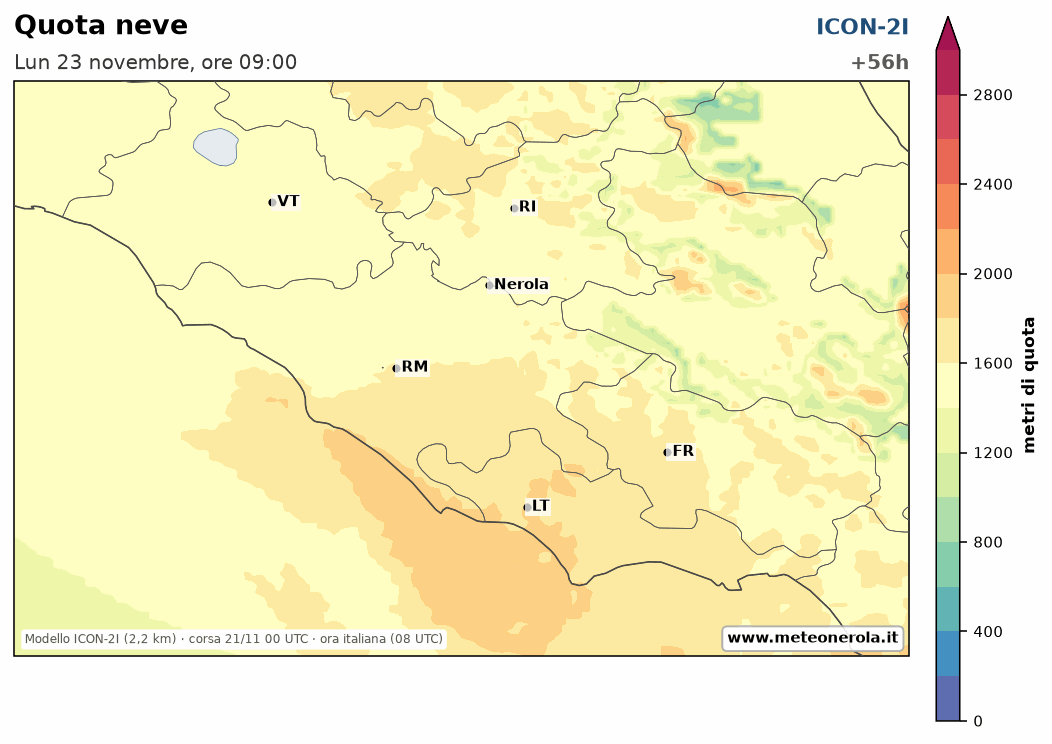 Quota neve
ICON-2I
Lun 23 novembre, ore 09:00
+56h
VT
RI
Nerola
RM
FR
LT
Modello ICON-2I (2,2 km) · corsa 21/11 00 UTC · ora italiana (08 UTC)
www.meteonerola.it
2800
2400
2000
1600
1200
800
400
0
metri di quota